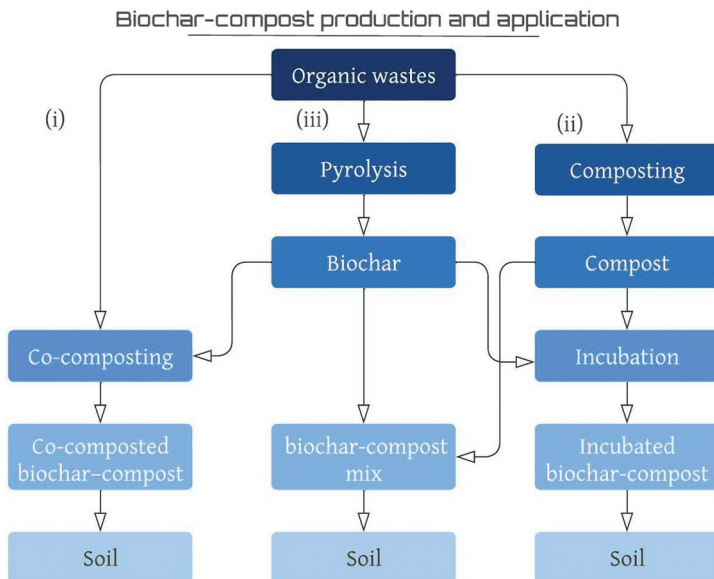 Biochar-compost production and application
Organic wastes
(i)
(iii)
(ii)
Pyrolysis
Composting
Biochar
Compost
Co-composting
Incubation
Co-composted
biochar–compost
biochar-compost
mix
Incubated
biochar-compost
Soil
Soil
Soil